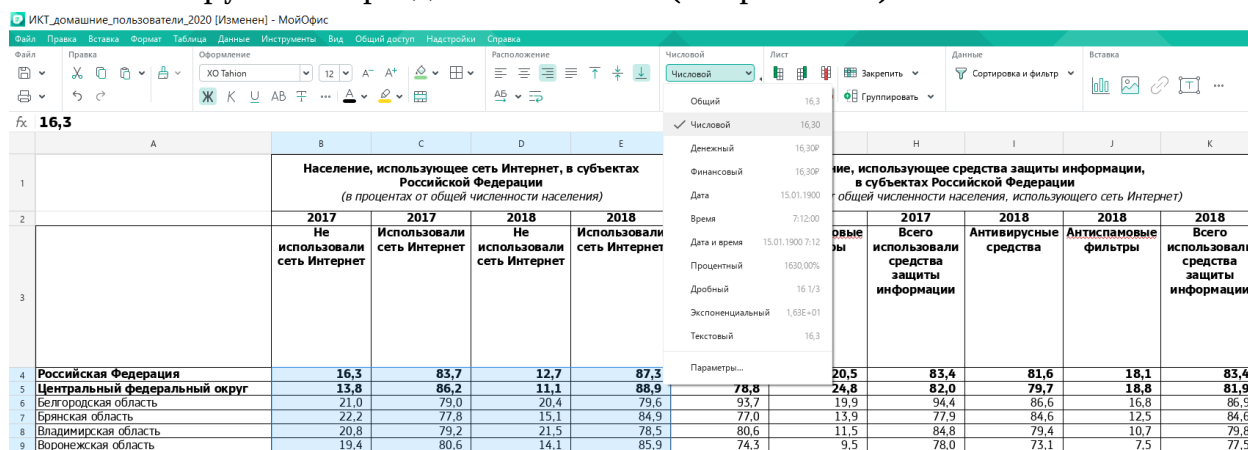 ИКТ_домашние_пользователи_2020 [Изменен] - МойОфис
Файл Правка Вставка Формат Таблица Данные Инструменты Вид Общий доступ Надстройки Справка
Файл Правка Оформление Расположение Числовой Лист Данные Вставка
XO Tahion 12 A⁻ A⁺ Числовой Закрепить Сортировка и фильтр
Ж К Ч АВ Т ... А АБ Группировать ...
Общий 16,3
fx 16,3
Числовой 16,30
Денежный 16,30₽
Финансовый 16,30₽
Дата 15.01.1900
Время 7:12:00
Дата и время 15.01.1900 7:12
Процентный 1630,00%
Дробный 16 1/3
Экспоненциальный 1,63E+01
Текстовый 16,3
Параметры...
A B C D E H I J K
1 Население, использующее сеть Интернет, в субъектах
Российской Федерации
(в процентах от общей численности населения)
ие, использующее средства защиты информации,
в субъектах Российской Федерации
общей численности населения, использующего сеть Интернет)
2 2017 2017 2018 2018 2017 2018 2018 2018
3 Не использовали сеть Интернет
Использовали сеть Интернет
Не использовали сеть Интернет
Использовали сеть Интернет
овые
ры
Всего использовали средства защиты информации
Антивирусные средства
Антиспамовые фильтры
Всего использовали средства защиты информации
4 Российская Федерация 16,3 83,7 12,7 87,3 20,5 83,4 81,6 18,1 83,4
5 Центральный федеральный округ 13,8 86,2 11,1 88,9 78,8 24,8 82,0 79,7 18,8 81,9
6 Белгородская область 21,0 79,0 20,4 79,6 93,7 19,9 94,4 86,6 16,8 86,9
7 Брянская область 22,2 77,8 15,1 84,9 77,0 13,9 77,9 84,6 12,5 84,6
8 Владимирская область 20,8 79,2 21,5 78,5 80,6 11,5 84,8 79,4 10,7 79,8
9 Воронежская область 19,4 80,6 14,1 85,9 74,3 9,5 78,0 73,1 7,5 77,5